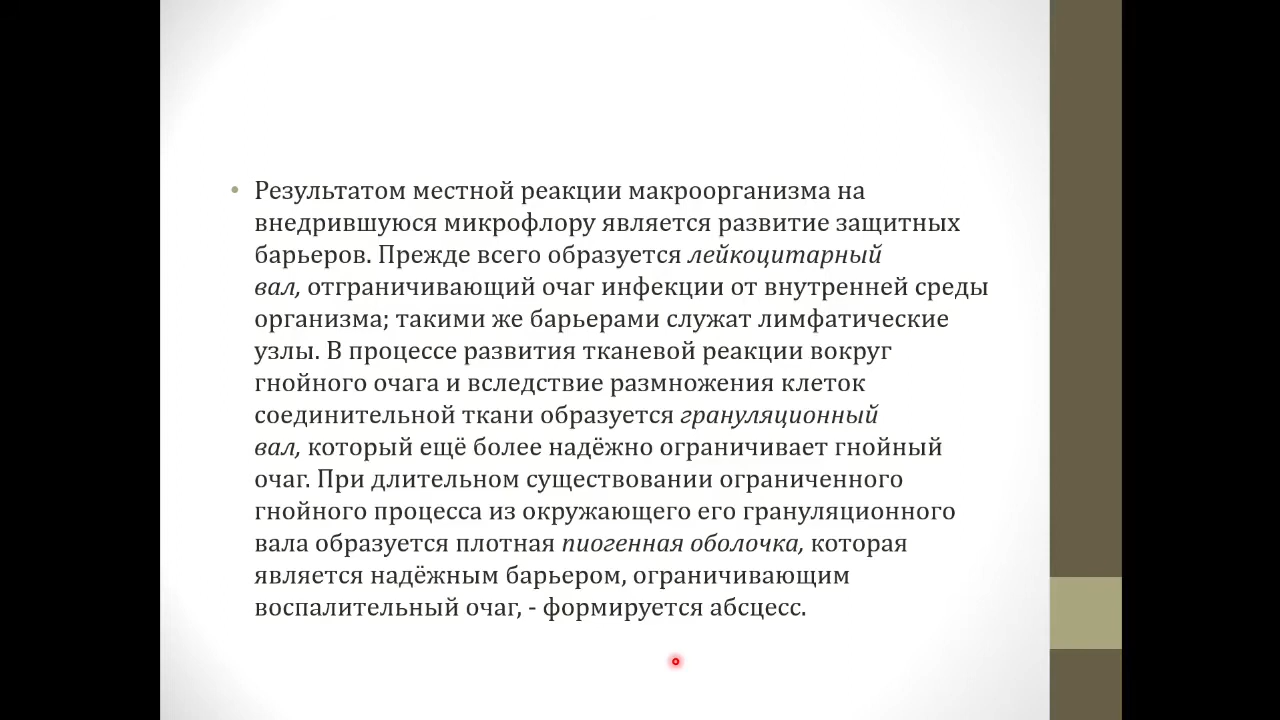 • Результатом местной реакции макроорганизма на
внедрившуюся микрофлору является развитие защитных
барьеров. Прежде всего образуется лейкоцитарный
вал, отграничивающий очаг инфекции от внутренней среды
организма; такими же барьерами служат лимфатические
узлы. В процессе развития тканевой реакции вокруг
гнойного очага и вследствие размножения клеток
соединительной ткани образуется грануляционный
вал, который ещё более надёжно ограничивает гнойный
очаг. При длительном существовании ограниченного
гнойного процесса из окружающего его грануляционного
вала образуется плотная пиогенная оболочка, которая
является надёжным барьером, ограничивающим
воспалительный очаг, - формируется абсцесс.